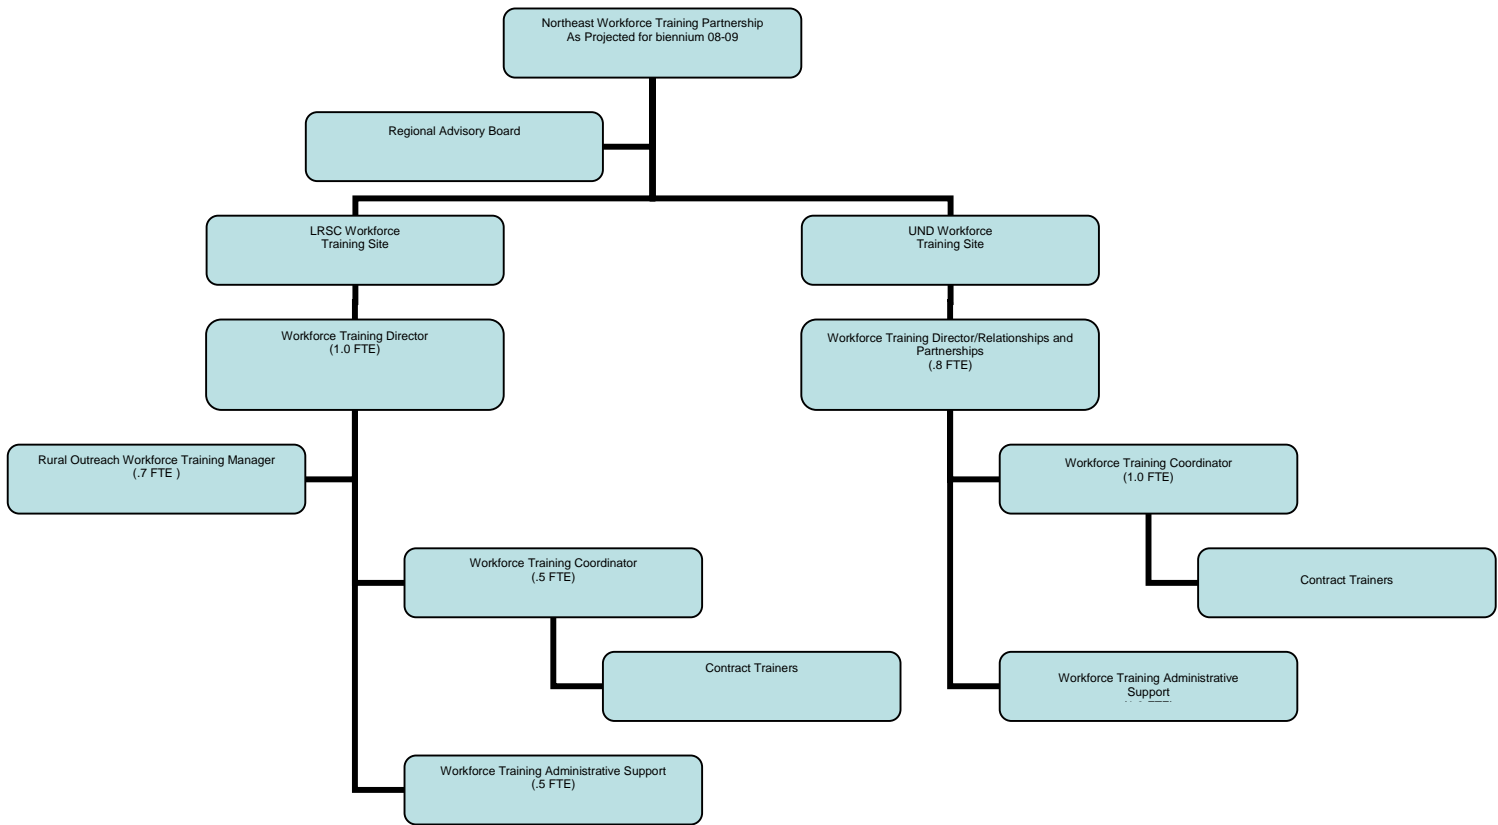 Northeast Workforce Training Partnership
As Projected for biennium 08-09
Regional Advisory Board
LRSC Workforce
Training Site
UND Workforce
Training Site
Workforce Training Director
(1.0 FTE)
Workforce Training Director/Relationships and
Partnerships
(.8 FTE)
Rural Outreach Workforce Training Manager
(.7 FTE )
Workforce Training Coordinator
(1.0 FTE)
Workforce Training Coordinator
(.5 FTE)
Contract Trainers
Contract Trainers
Workforce Training Administrative
Support
Workforce Training Administrative Support
(.5 FTE)